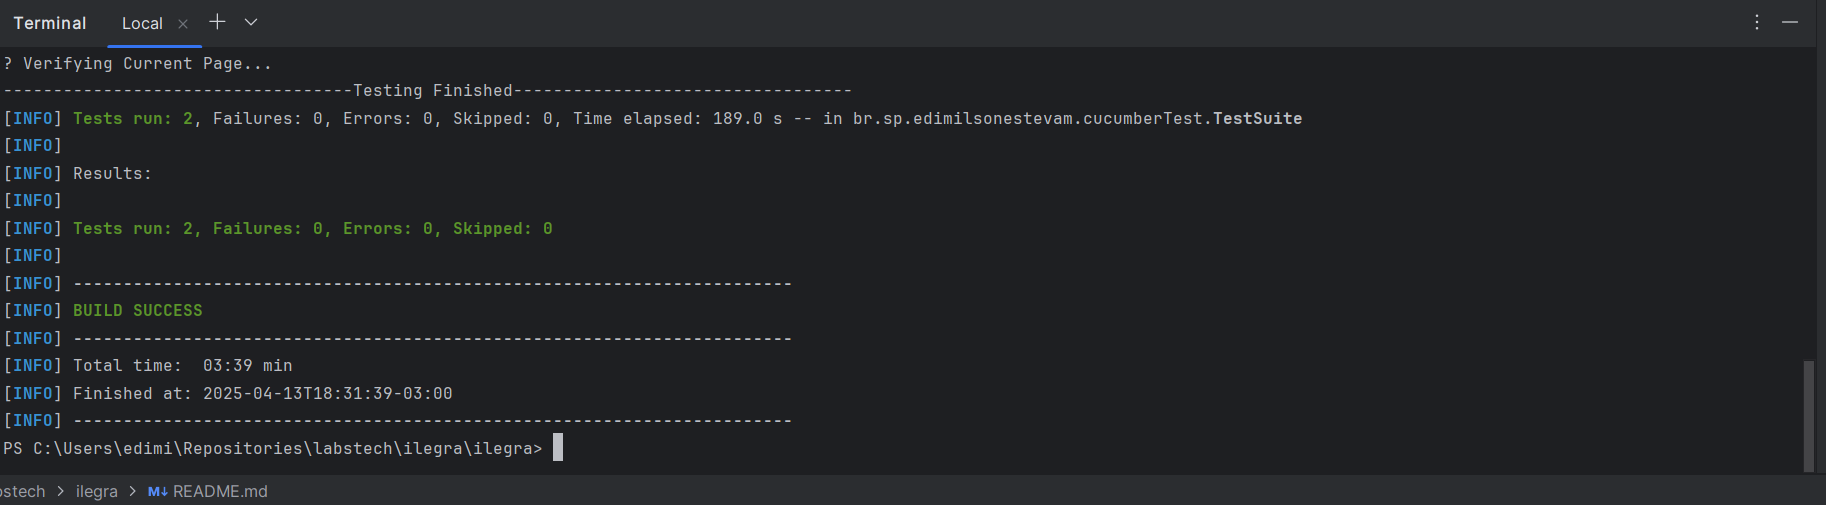 Terminal Local
? Verifying Current Page...
-----------------------------------Testing Finished----------------------------------
[INFO] Tests run: 2, Failures: 0, Errors: 0, Skipped: 0, Time elapsed: 189.0 s -- in br.sp.edimilsonestevam.cucumberTest.TestSuite
[INFO]
[INFO] Results:
[INFO]
[INFO] Tests run: 2, Failures: 0, Errors: 0, Skipped: 0
[INFO]
[INFO] ------------------------------------------------------------------------
[INFO] BUILD SUCCESS
[INFO] ------------------------------------------------------------------------
[INFO] Total time:  03:39 min
[INFO] Finished at: 2025-04-13T18:31:39-03:00
[INFO] ------------------------------------------------------------------------
PS C:\Users\edimi\Repositories\labstech\ilegra\ilegra>
ostech > ilegra > M↓ README.md